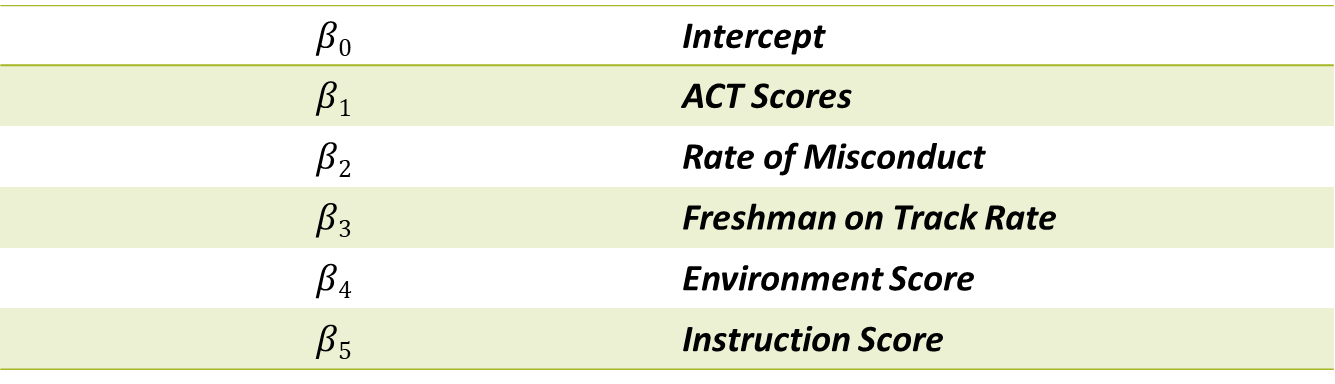 β₀ Intercept
β₁ ACT Scores
β₂ Rate of Misconduct
β₃ Freshman on Track Rate
β₄ Environment Score
β₅ Instruction Score